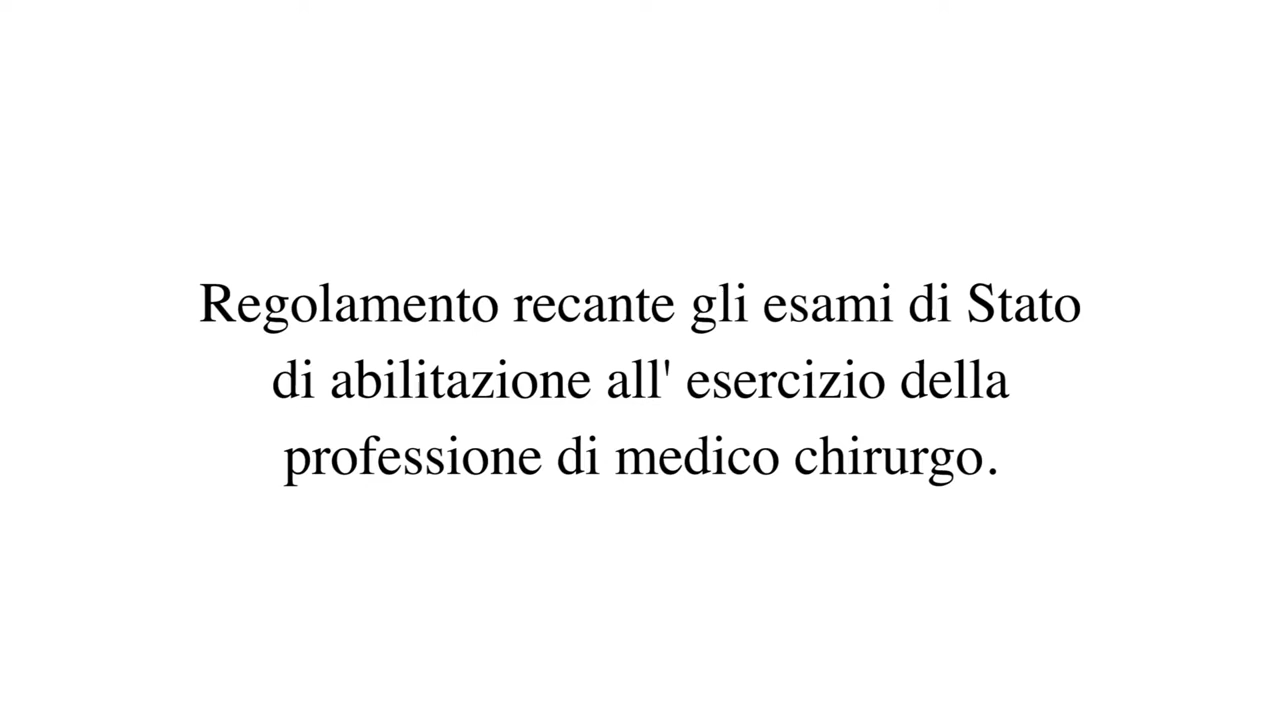 Regolamento recante gli esami di Stato
di abilitazione all' esercizio della
professione di medico chirurgo.